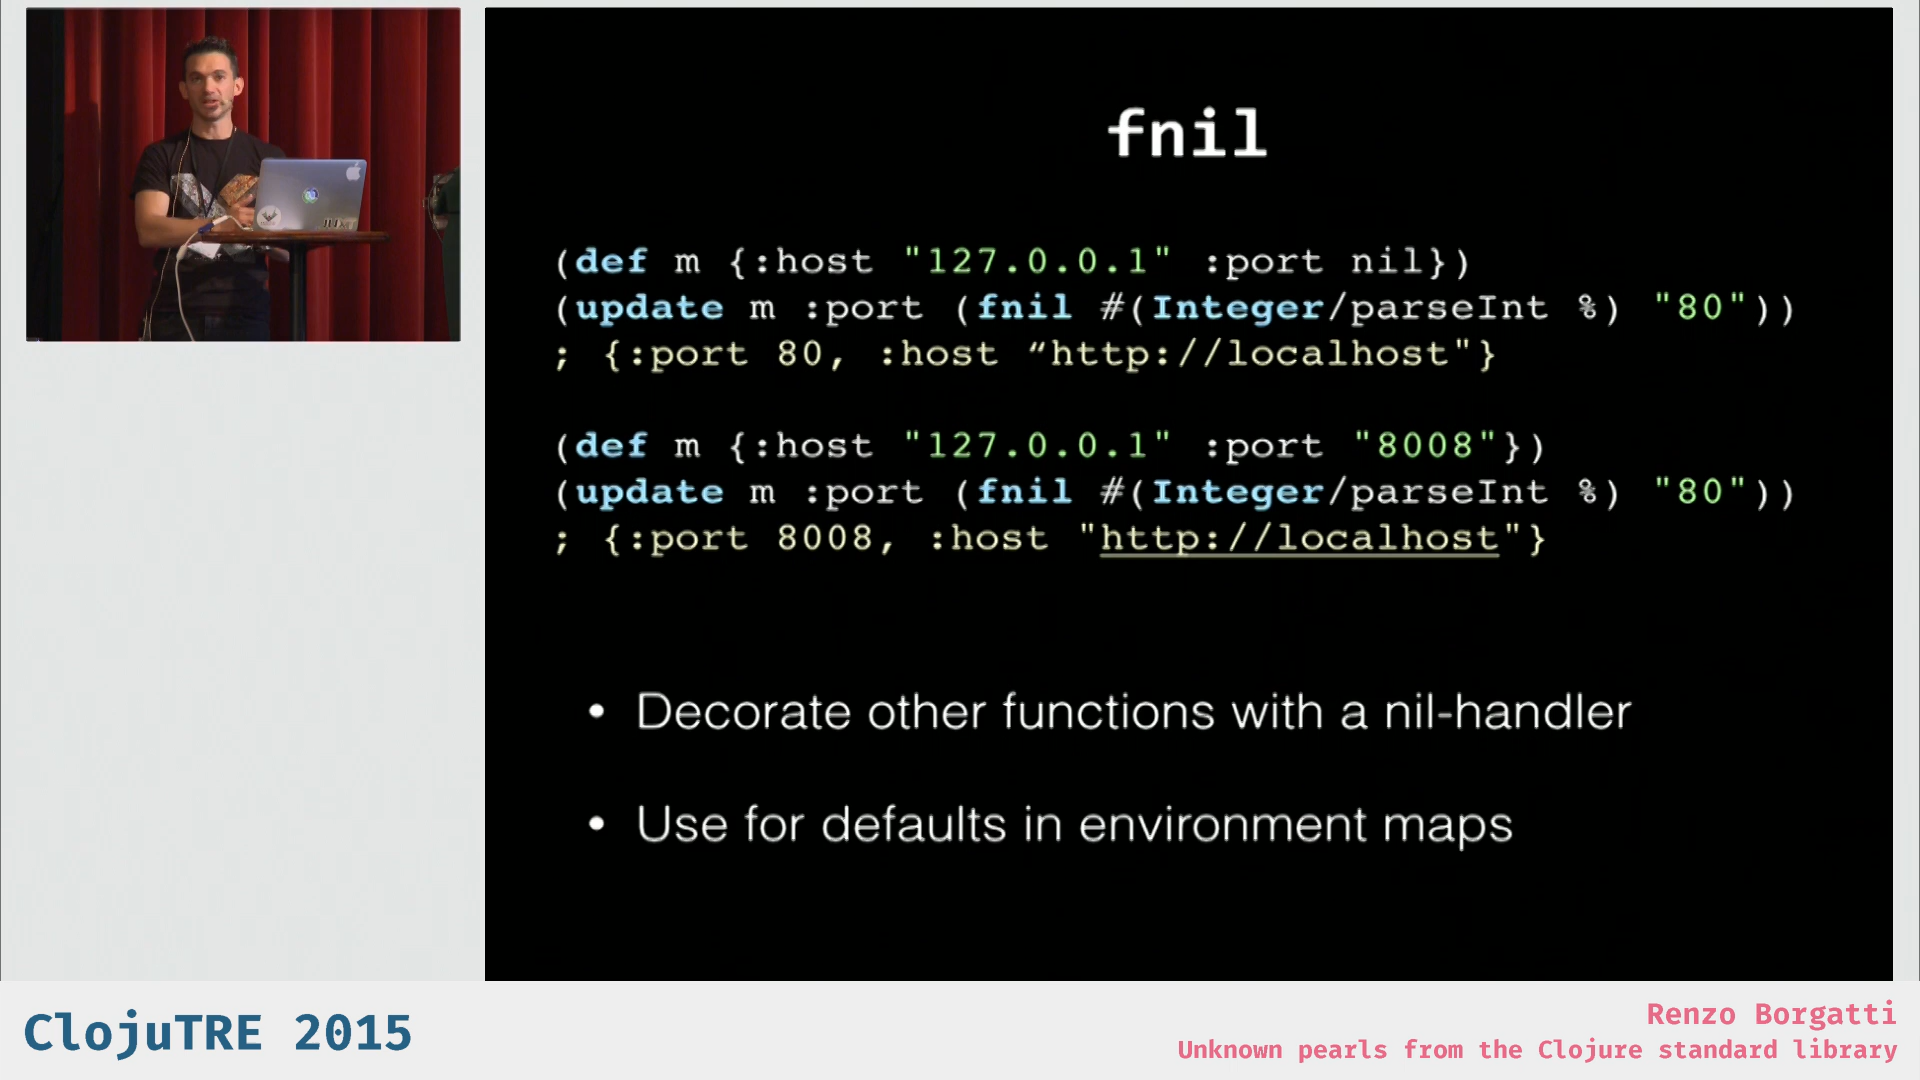 fnil
(def m {:host "127.0.0.1" :port nil})
(update m :port (fnil #(Integer/parseInt %) "80"))
; {:port 80, :host “http://localhost"}
(def m {:host "127.0.0.1" :port "8008"})
(update m :port (fnil #(Integer/parseInt %) "80"))
; {:port 8008, :host "http://localhost"}
• Decorate other functions with a nil-handler
• Use for defaults in environment maps
ClojuTRE 2015
Renzo Borgatti
Unknown pearls from the Clojure standard library